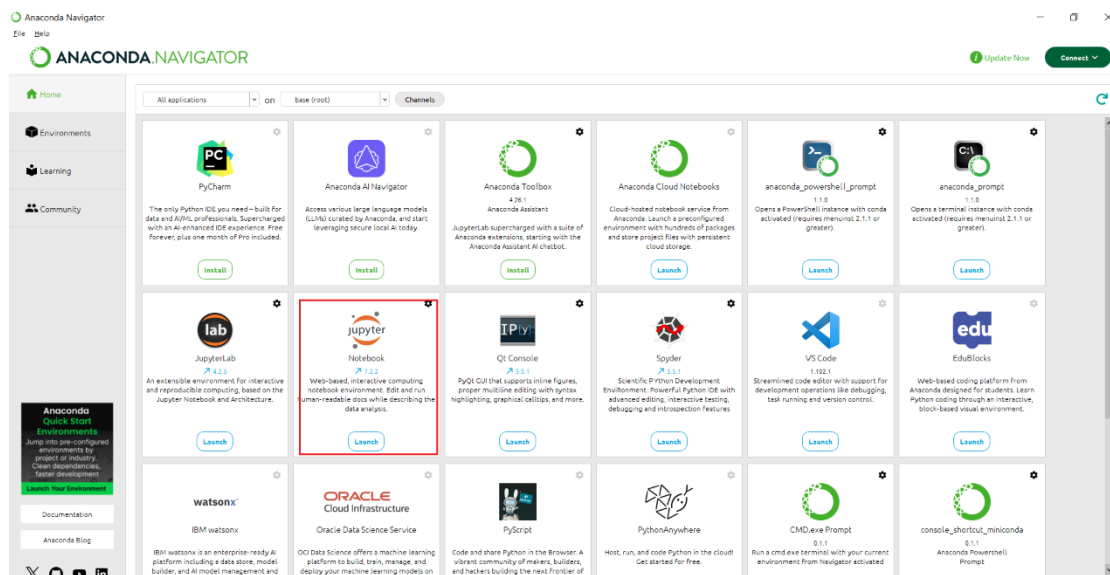 Anaconda Navigator
File Help
ANACONDA.NAVIGATOR
Update Now
Connect
Home
Environments
Learning
Community
All applications
on
base (root)
Channels
PC
PyCharm
The only Python IDE you need – built for
data and AI/ML professionals. Supercharged
with an AI-enhanced IDE experience. Free
forever, plus one month of Pro included.
Install
Anaconda AI Navigator
Access various large language models
(LLMs) curated by Anaconda, and start
leveraging secure local AI today.
Install
Anaconda Toolbox
4.26.1
Anaconda Assistant
JupyterLab supercharged with a suite of
Anaconda extensions, starting with the
Anaconda Assistant AI chatbot.
Install
Anaconda Cloud Notebooks
Cloud-hosted notebook service from
Anaconda. Launch a preconfigured
environment with hundreds of packages
and store project files with persistent
cloud storage.
Launch
anaconda_powershell_prompt
1.1.0
Opens a PowerShell instance with conda
activated (requires menuinst 2.1.1 or
greater).
Launch
C:\
anaconda_prompt
1.1.0
Opens a terminal instance with conda
activated (requires menuinst 2.1.1 or
greater).
Launch
lab
JupyterLab
4.2.5
An extensible environment for interactive
and reproducible computing, based on the
Jupyter Notebook and Architecture.
Launch
jupyter
Notebook
7.2.2
Web-based, interactive computing
notebook environment. Edit and run
human-readable docs while describing the
data analysis.
Launch
IP[y]:
Qt Console
5.5.1
PyQt GUI that supports inline figures,
proper multiline editing with syntax
highlighting, graphical calltips, and more.
Launch
Spyder
5.5.1
Scientific PYthon Development
EnviRonment. Powerful Python IDE with
advanced editing, interactive testing,
debugging and introspection features
Launch
VS Code
1.102.1
Streamlined code editor with support for
development operations like debugging,
task running and version control.
Launch
edu
EduBlocks
Web-based coding platform from
Anaconda designed for students. Learn
Python coding through an interactive,
block-based visual environment.
Launch
Anaconda
Quick Start
Environments
Jump into pre-configured
environments by
project or industry.
Clean dependencies,
faster development
Launch Your Environment
Documentation
Anaconda Blog
watsonx
IBM watsonx
IBM watsonx is an enterprise-ready AI
platform including a data store, model
builder, and AI model management and
ORACLE
Cloud Infrastructure
Oracle Data Science Service
OCI Data Science offers a machine learning
platform to build, train, manage, and
deploy your machine learning models on
PyScript
Code and share Python in the Browser. A
vibrant community of makers, builders,
and hackers building the next frontier of
PythonAnywhere
Host, run, and code Python in the cloud!
Get started for free.
CMD.exe Prompt
0.1.1
Run a cmd.exe terminal with your current
environment from Navigator activated
console_shortcut_miniconda
0.1.1
Anaconda Powershell
Prompt